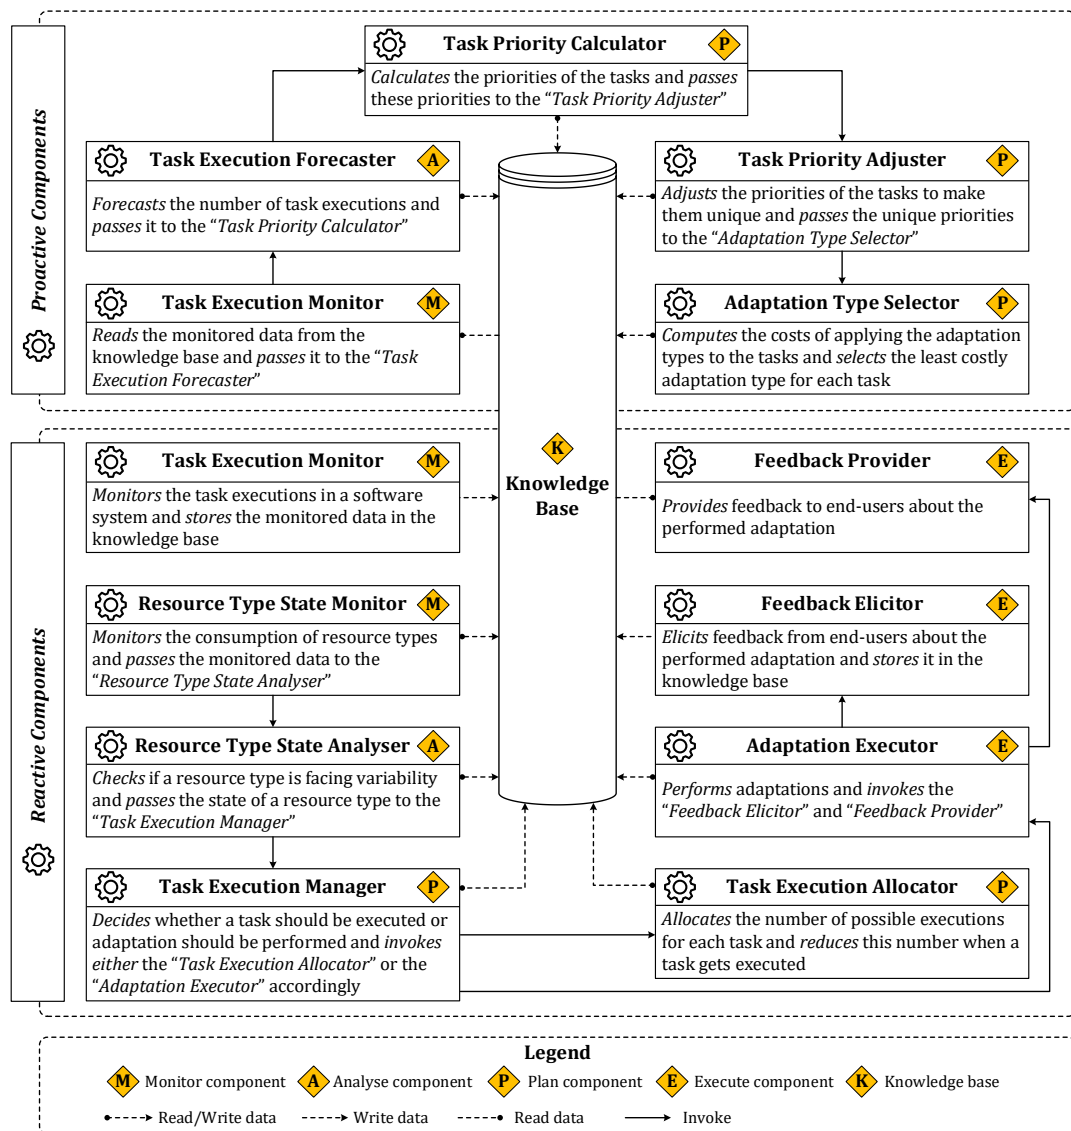 Proactive Components
Task Priority Calculator
P
Calculates the priorities of the tasks and passes
these priorities to the “Task Priority Adjuster”
Task Execution Forecaster
A
Forecasts the number of task executions and
passes it to the “Task Priority Calculator”
Task Priority Adjuster
P
Adjusts the priorities of the tasks to make
them unique and passes the unique priorities
to the “Adaptation Type Selector”
Task Execution Monitor
M
Reads the monitored data from the
knowledge base and passes it to the “Task
Execution Forecaster”
Adaptation Type Selector
P
Computes the costs of applying the adaptation
types to the tasks and selects the least costly
adaptation type for each task
K
Knowledge
Base
Reactive Components
Task Execution Monitor
M
Monitors the task executions in a software
system and stores the monitored data in the
knowledge base
Feedback Provider
E
Provides feedback to end-users about the
performed adaptation
Resource Type State Monitor
M
Monitors the consumption of resource types
and passes the monitored data to the
“Resource Type State Analyser”
Feedback Elicitor
E
Elicits feedback from end-users about the
performed adaptation and stores it in the
knowledge base
Resource Type State Analyser
A
Checks if a resource type is facing variability
and passes the state of a resource type to the
“Task Execution Manager”
Adaptation Executor
E
Performs adaptations and invokes the
“Feedback Elicitor” and “Feedback Provider”
Task Execution Manager
P
Decides whether a task should be executed or
adaptation should be performed and invokes
either the “Task Execution Allocator” or the
“Adaptation Executor” accordingly
Task Execution Allocator
P
Allocates the number of possible executions
for each task and reduces this number when a
task gets executed
Legend
M Monitor component A Analyse component P Plan component E Execute component K Knowledge base
Read/Write data Write data Read data Invoke